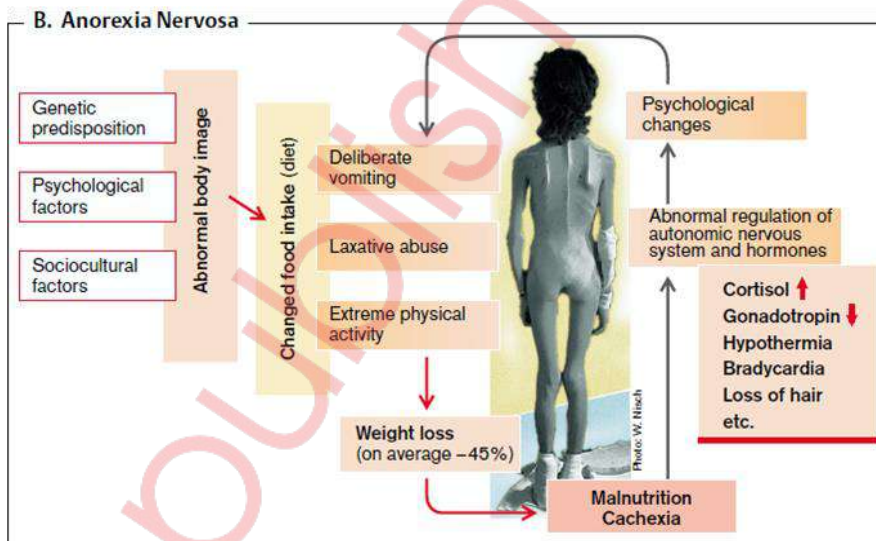 B. Anorexia Nervosa
Genetic
predisposition
Psychological
factors
Sociocultural
factors
Abnormal body image
Changed food intake (diet)
Deliberate
vomiting
Laxative abuse
Extreme physical
activity
Weight loss
(on average –45%)
Malnutrition
Cachexia
Abnormal regulation of
autonomic nervous
system and hormones
Cortisol
Gonadotropin
Hypothermia
Bradycardia
Loss of hair
etc.
Psychological
changes
Photo: W. Nisch
publish